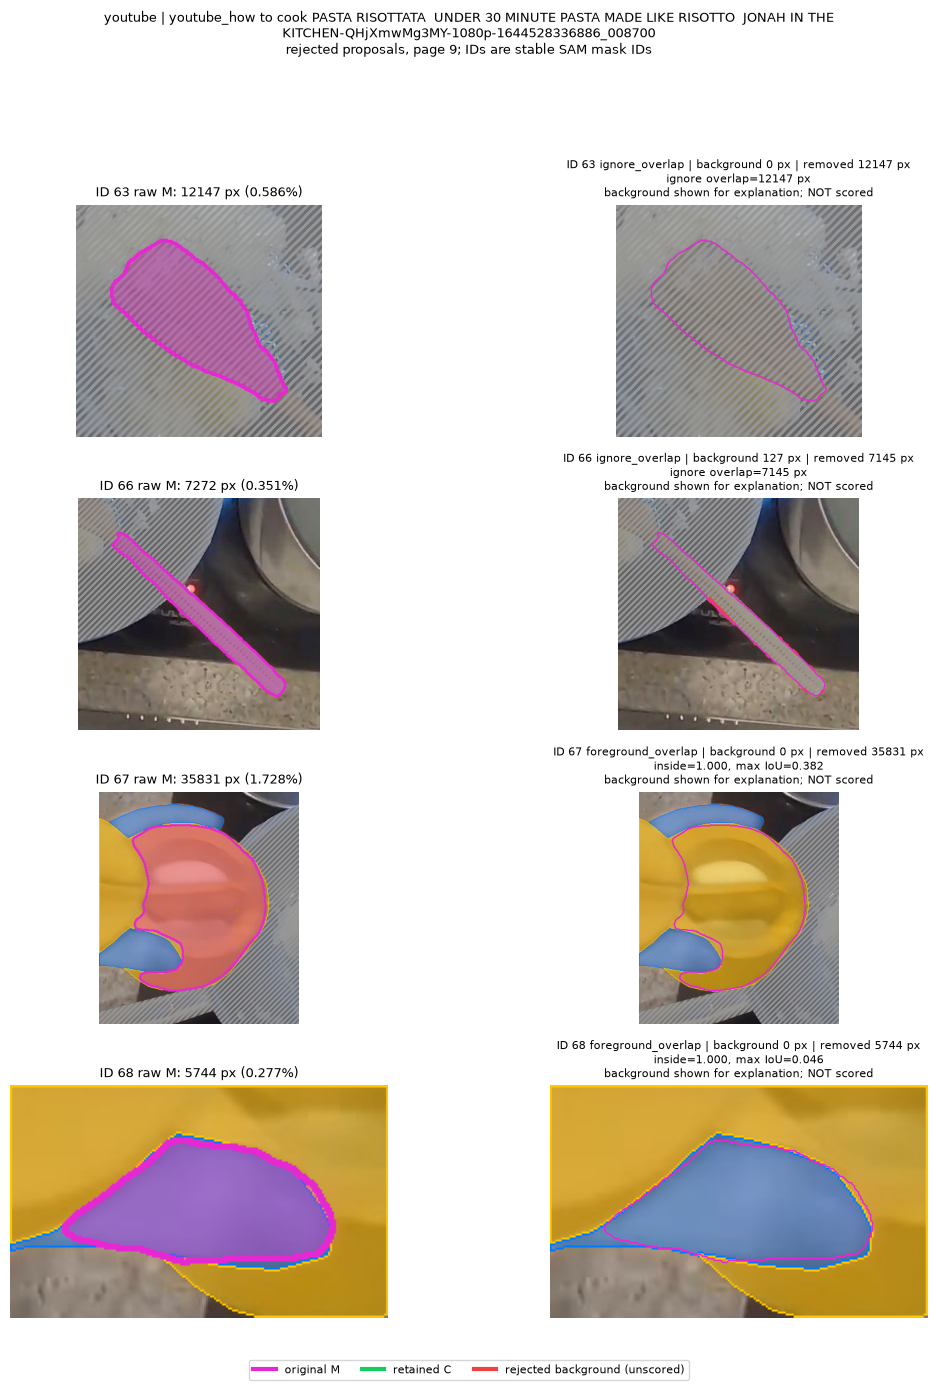 youtube | youtube_how to cook PASTA RISOTTATA  UNDER 30 MINUTE PASTA MADE LIKE RISOTTO  JONAH IN THE
KITCHEN-QHjXmwMg3MY-1080p-1644528336886_008700
rejected proposals, page 9; IDs are stable SAM mask IDs
ID 63 raw M: 12147 px (0.586%)
ID 63 ignore_overlap | background 0 px | removed 12147 px
ignore overlap=12147 px
background shown for explanation; NOT scored
ID 66 raw M: 7272 px (0.351%)
ID 66 ignore_overlap | background 127 px | removed 7145 px
ignore overlap=7145 px
background shown for explanation; NOT scored
ID 67 raw M: 35831 px (1.728%)
ID 67 foreground_overlap | background 0 px | removed 35831 px
inside=1.000, max IoU=0.382
background shown for explanation; NOT scored
ID 68 raw M: 5744 px (0.277%)
ID 68 foreground_overlap | background 0 px | removed 5744 px
inside=1.000, max IoU=0.046
background shown for explanation; NOT scored
original M
retained C
rejected background (unscored)